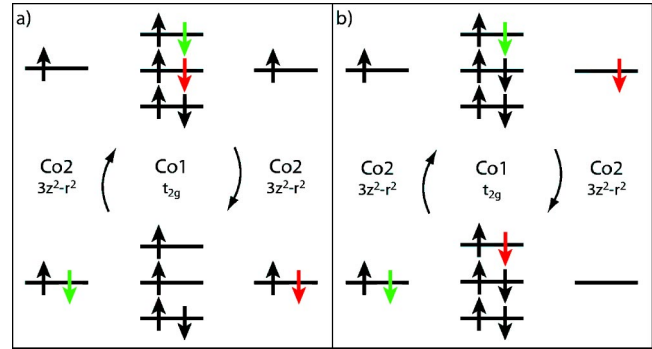 a)
Co2
3z²-r²
Co1
t₂g
Co2
3z²-r²
b)
Co2
3z²-r²
Co1
t₂g
Co2
3z²-r²